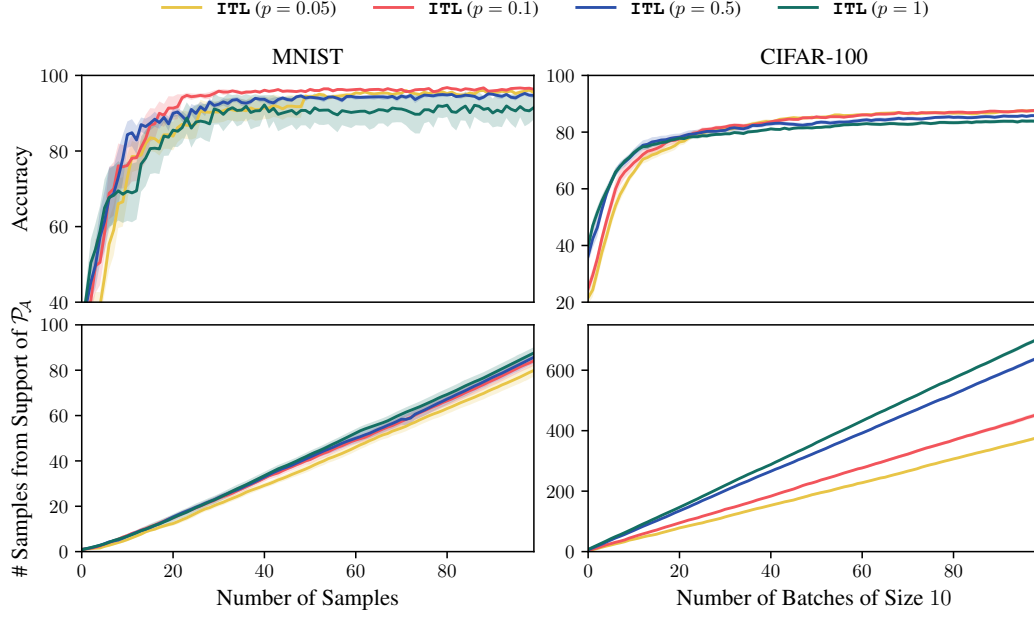 ITL (p = 0.05) ITL (p = 0.1) ITL (p = 0.5) ITL (p = 1)
MNIST CIFAR-100
Accuracy
100
80
60
40
100
80
60
40
20
# Samples from Support of 𝒫_𝒜
100
80
60
40
20
0
600
400
200
0
0 20 40 60 80
0 20 40 60 80
Number of Samples
Number of Batches of Size 10